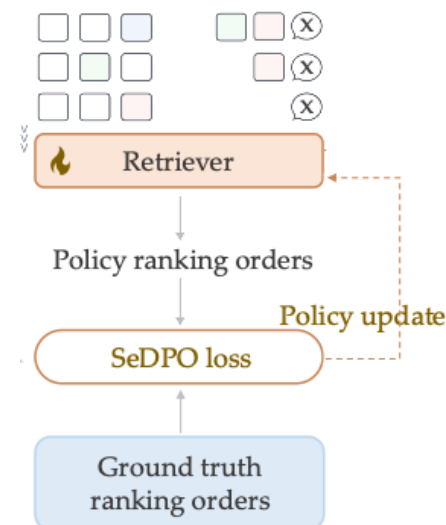 X
X
X
Retriever
Policy ranking orders
Policy update
SeDPO loss
Ground truth
ranking orders